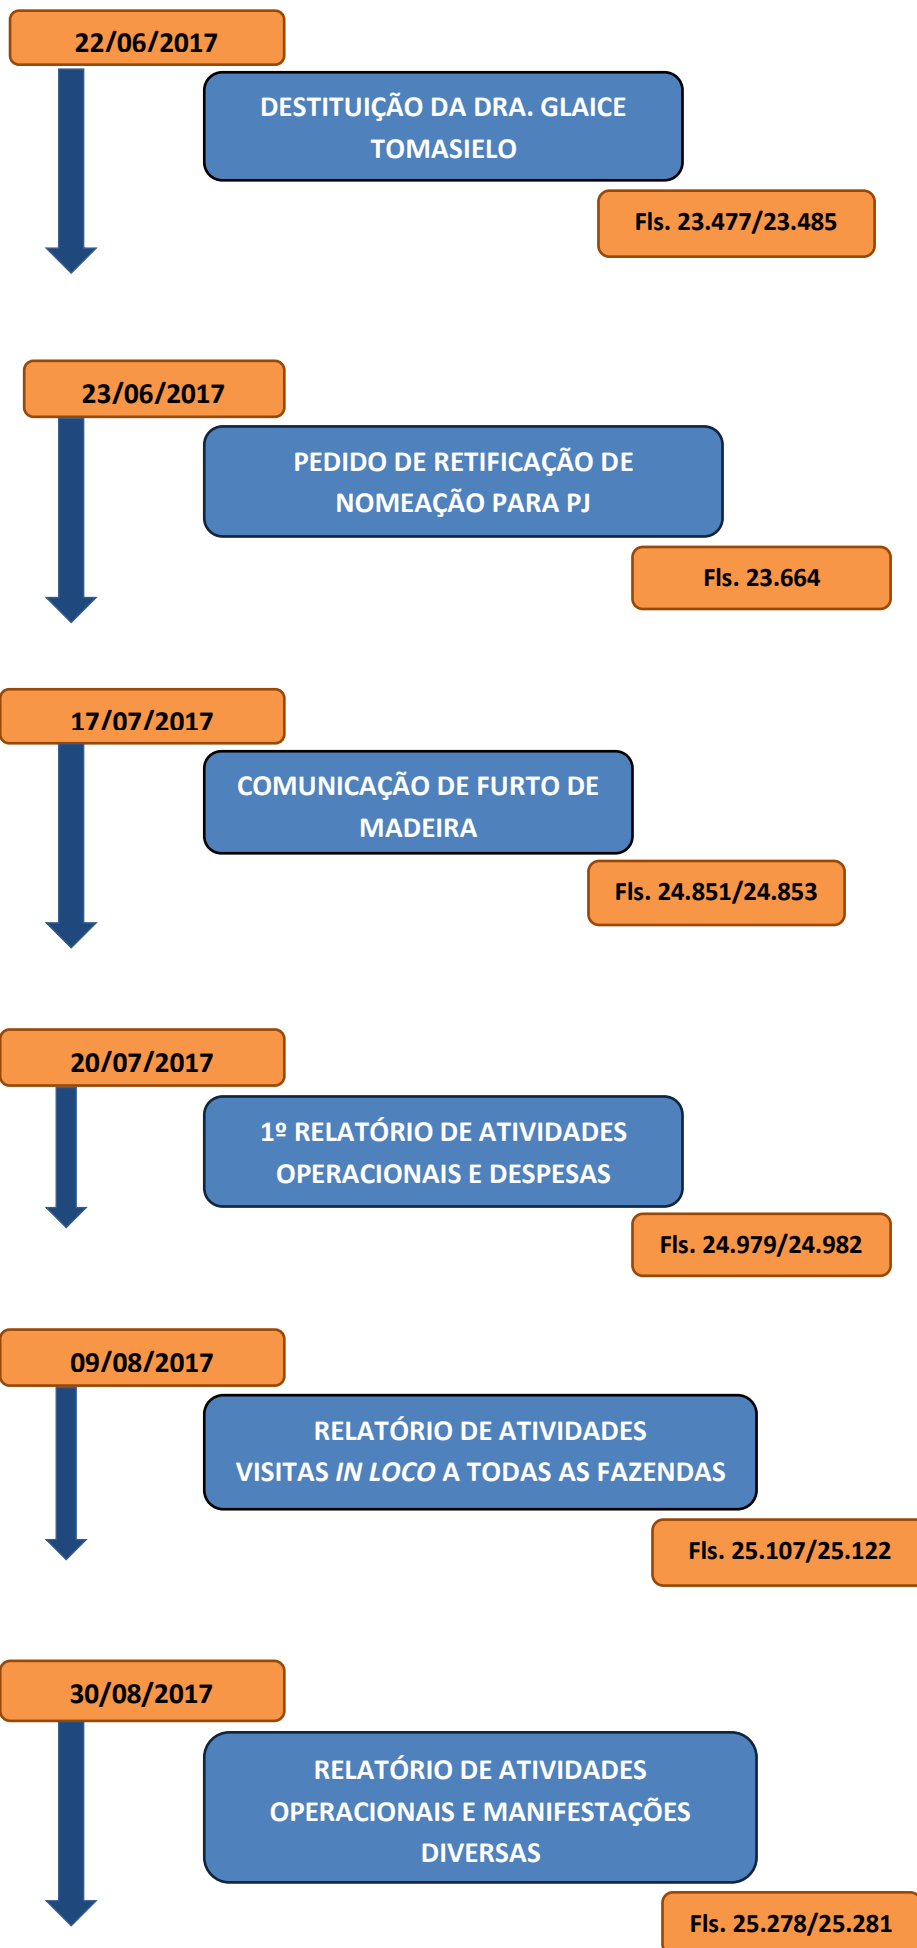 22/06/2017
DESTITUIÇÃO DA DRA. GLAICE
TOMASIELO
Fls. 23.477/23.485
23/06/2017
PEDIDO DE RETIFICAÇÃO DE
NOMEAÇÃO PARA PJ
Fls. 23.664
17/07/2017
COMUNICAÇÃO DE FURTO DE
MADEIRA
Fls. 24.851/24.853
20/07/2017
1º RELATÓRIO DE ATIVIDADES
OPERACIONAIS E DESPESAS
Fls. 24.979/24.982
09/08/2017
RELATÓRIO DE ATIVIDADES
VISITAS IN LOCO A TODAS AS FAZENDAS
Fls. 25.107/25.122
30/08/2017
RELATÓRIO DE ATIVIDADES
OPERACIONAIS E MANIFESTAÇÕES
DIVERSAS
Fls. 25.278/25.281